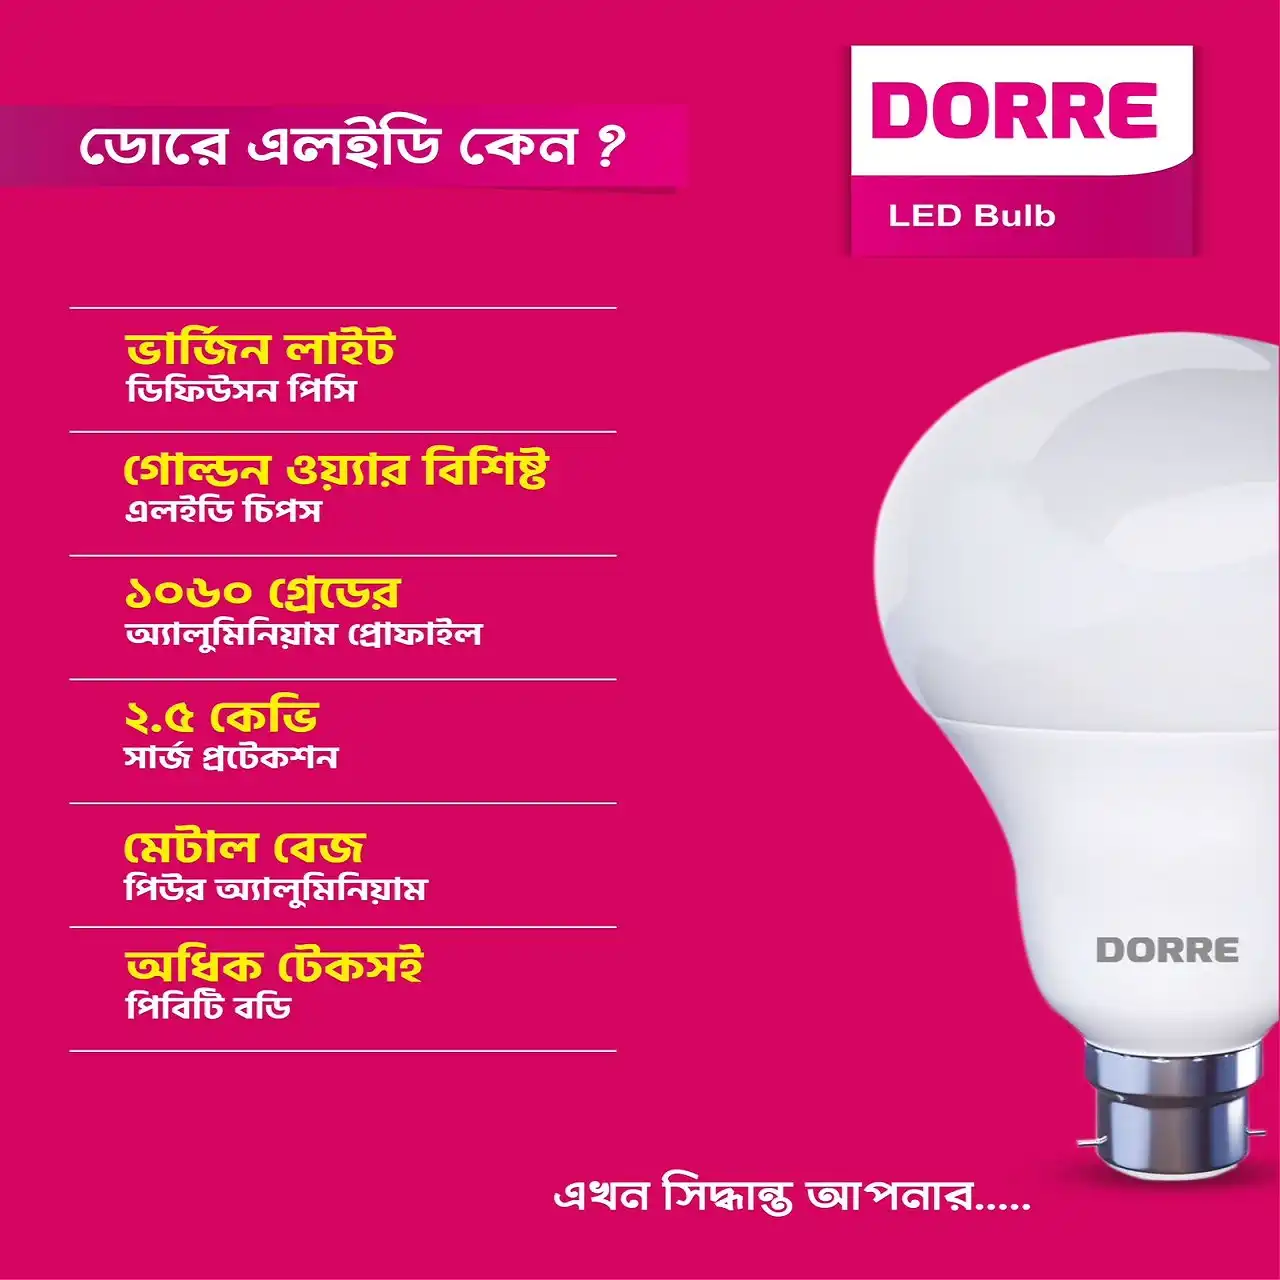 ডোরে এলইডি কেন ?
DORRE
LED Bulb
ভার্জিন লাইট
ডিফিউসন পিসি
গোল্ডন ওয়্যার বিশিষ্ট
এলইডি চিপস
১০৬০ গ্রেডের
অ্যালুমিনিয়াম প্রোফাইল
২.৫ কেভি
সার্জ প্রটেকশন
মেটাল বেজ
পিউর অ্যালুমিনিয়াম
অধিক টেকসই
পিবিটি বডি
DORRE
এখন সিদ্ধান্ত আপনার.....